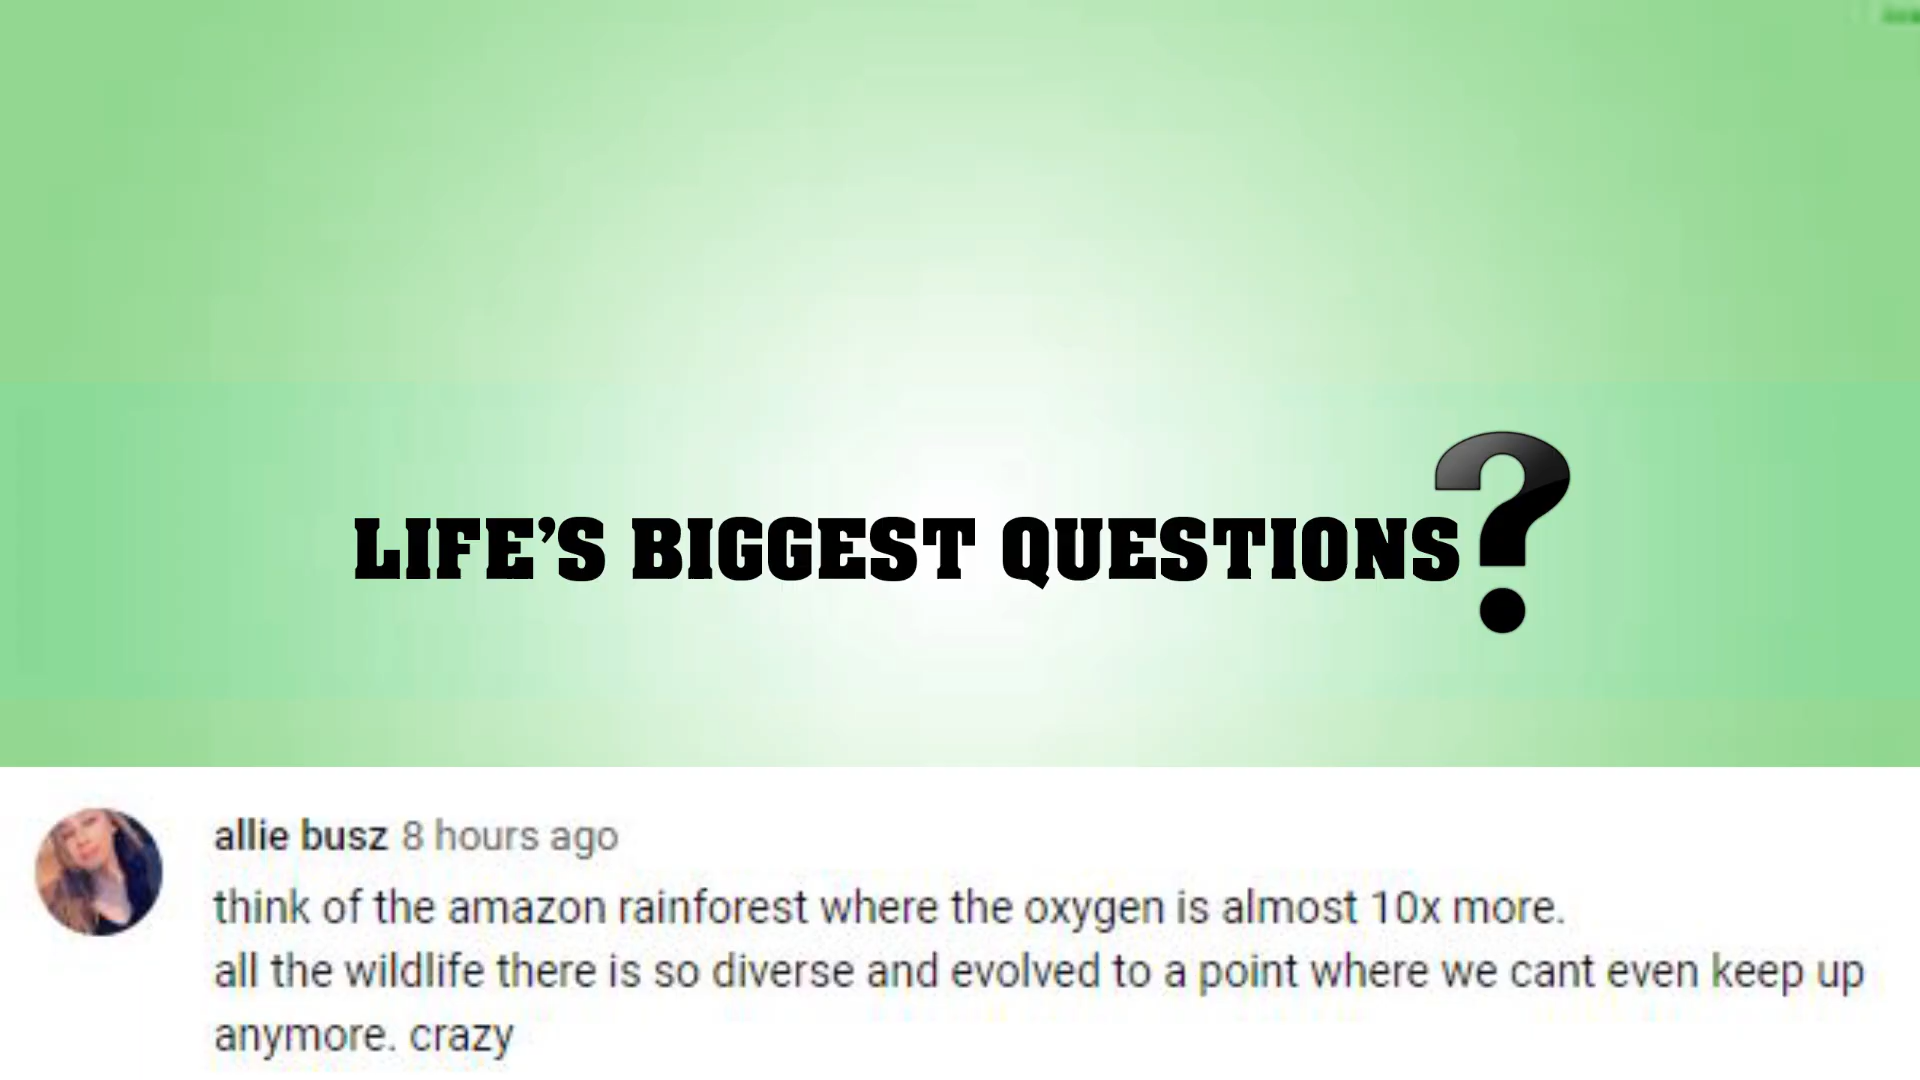 LIFE'S BIGGEST QUESTIONS?
allie busz 8 hours ago
think of the amazon rainforest where the oxygen is almost 10x more.
all the wildlife there is so diverse and evolved to a point where we cant even keep up
anymore. crazy